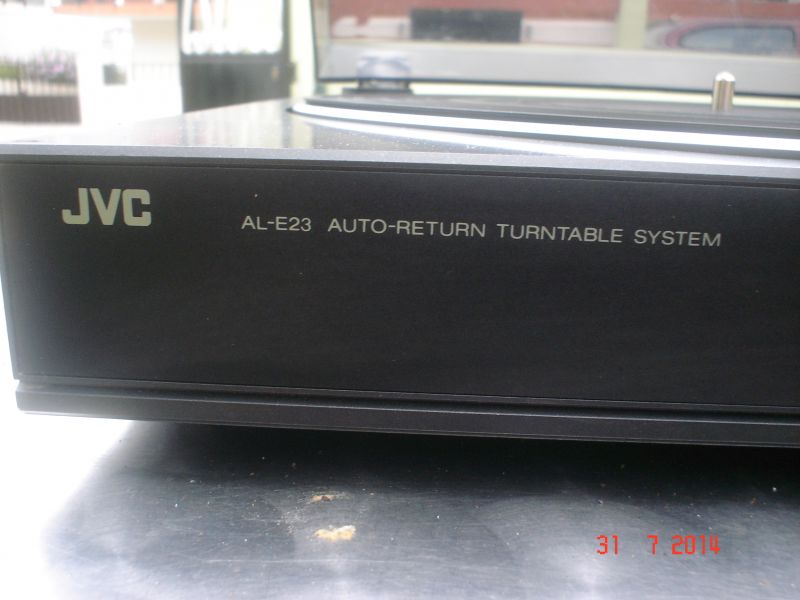 JVC
AL-E23 AUTO-RETURN TURNTABLE SYSTEM
31 7 2014